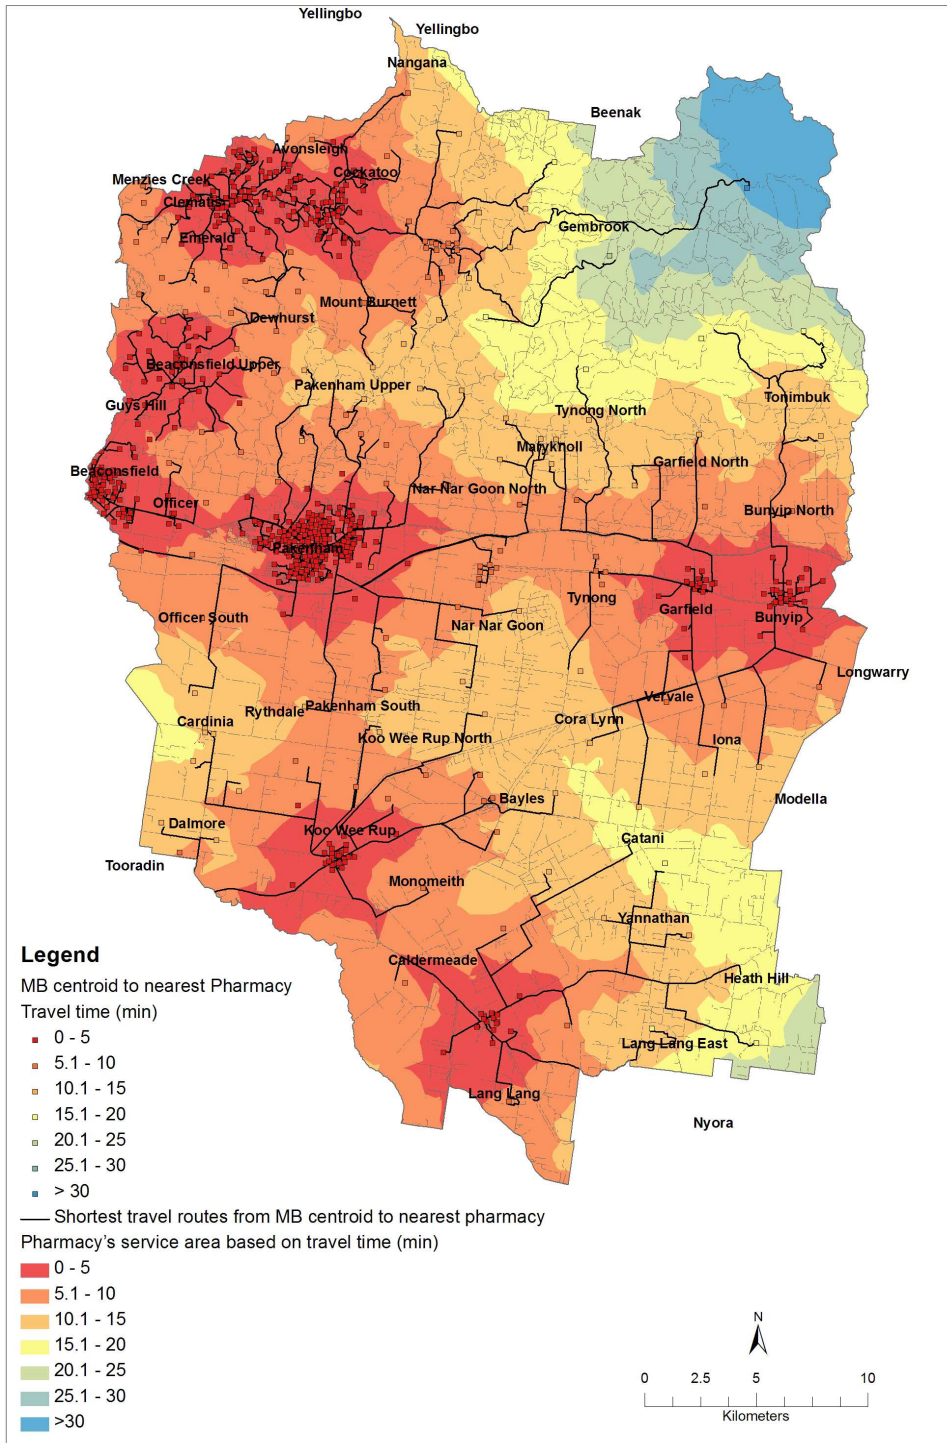 Yellingbo
Yellingbo
Nangana
Beenak
Avonsleigh
Cockatoo
Menzies Creek
Clematis
Gembrook
Emerald
Mount Burnett
Dewhurst
Beaconsfield Upper
Pakenham Upper
Tonimbuk
Guys Hill
Tynong North
Maryknoll
Garfield North
Beaconsfield
Nar Nar Goon North
Officer
Bunyip North
Pakenham
Tynong
Garfield
Officer South
Bunyip
Nar Nar Goon
Longwarry
Vervale
Rythdale
Pakenham South
Cardinia
Cora Lynn
Koo Wee Rup North
Iona
Bayles
Modella
Dalmore
Koo Wee Rup
Catani
Tooradin
Monomeith
Yannathan
Caldermeade
Heath Hill
Lang Lang East
Lang Lang
Nyora
Legend
MB centroid to nearest Pharmacy
Travel time (min)
0 - 5
5.1 - 10
10.1 - 15
15.1 - 20
20.1 - 25
25.1 - 30
> 30
Shortest travel routes from MB centroid to nearest pharmacy
Pharmacy's service area based on travel time (min)
0 - 5
5.1 - 10
10.1 - 15
15.1 - 20
20.1 - 25
25.1 - 30
>30
N
0 2.5 5 10
Kilometers